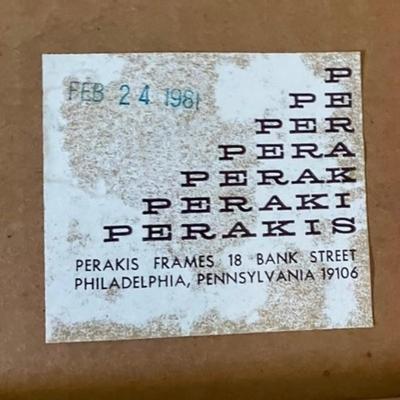 FEB 24 1981
P
PE
PER
PERA
PERAK
PERAKI
PERAKIS
PERAKIS FRAMES 18 BANK STREET
PHILADELPHIA, PENNSYLVANIA 19106